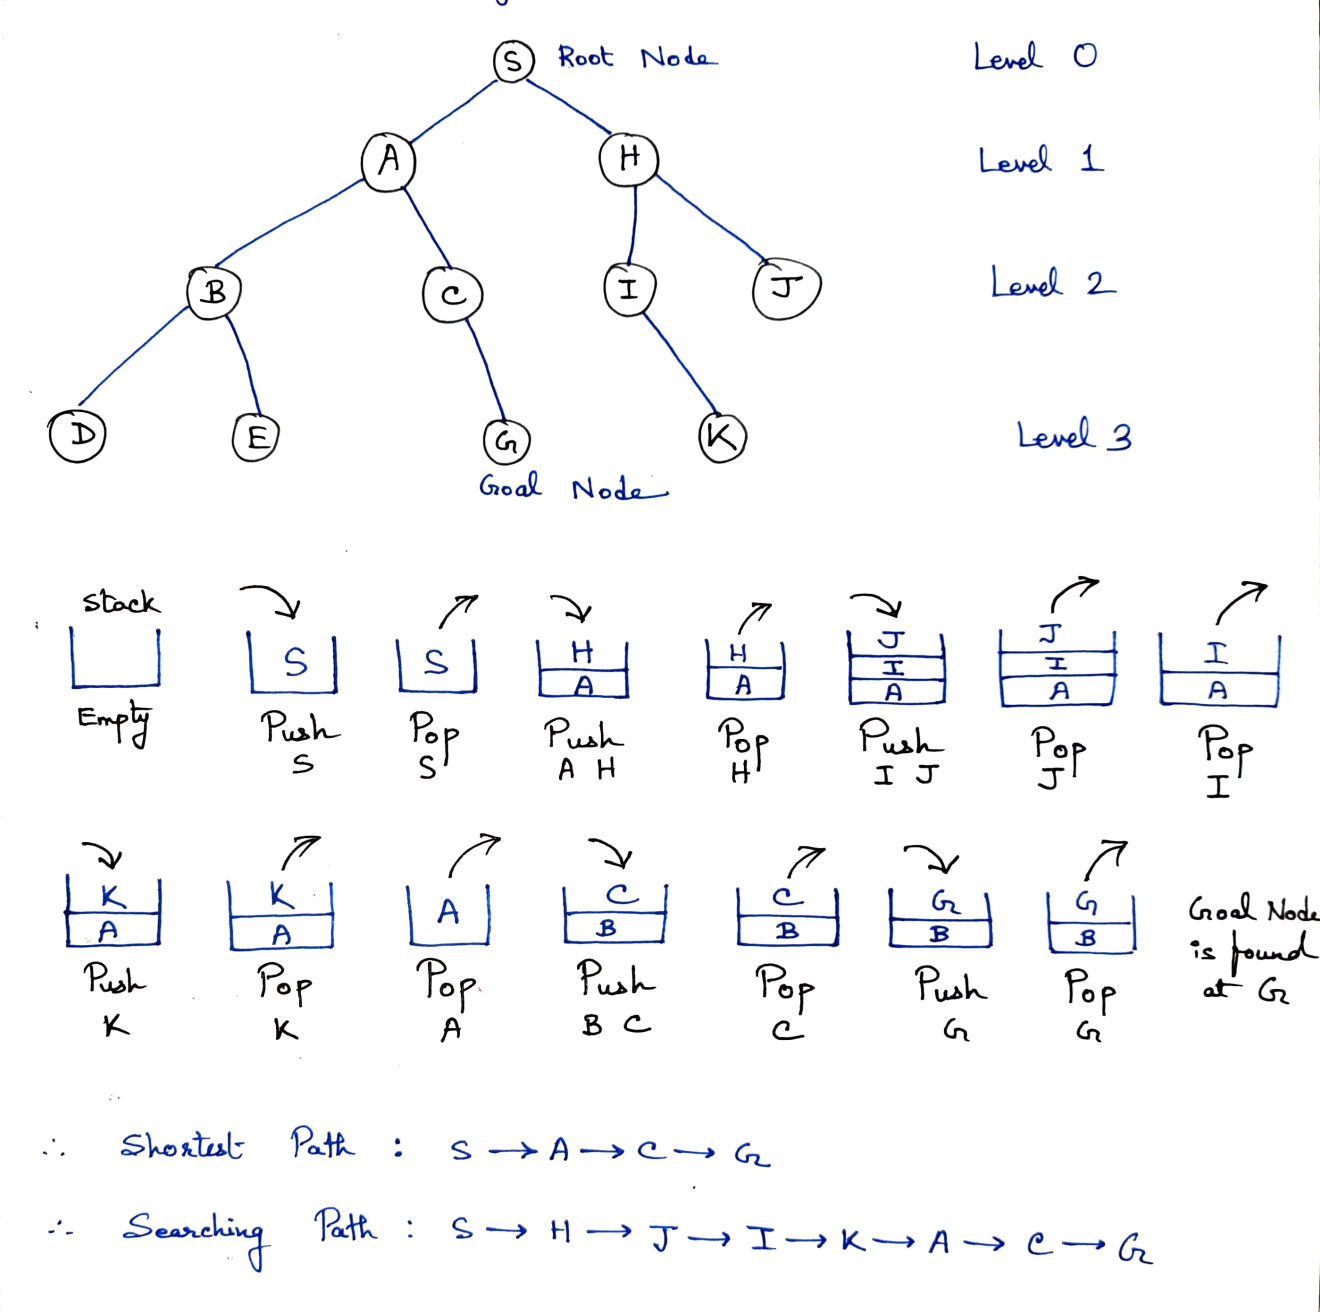 S Root Node Level 0
A H Level 1
B C I J Level 2
D E G K Level 3
Goal Node
Stack
S S H H J J I
A A I I A
A A
Empty Push Pop Push Pop Push Pop Pop
S S A H H I J J I
K K A C C G G Goal Node
A A B B B B is found
Push Pop Pop Push Pop Push Pop at G
K K A B C C G G
∴ Shortest Path : S → A → C → G
∴ Searching Path : S → H → J → I → K → A → C → G